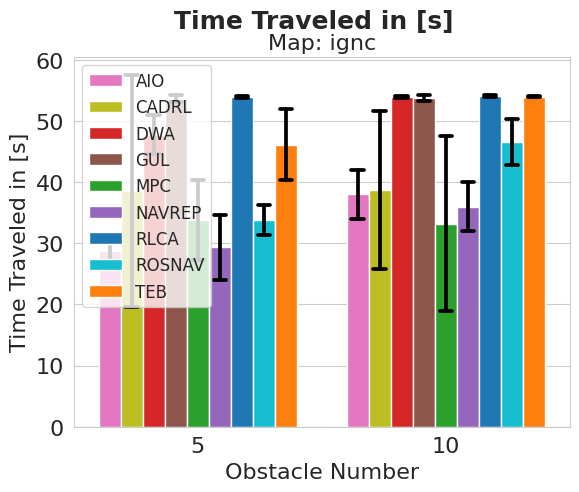 Time Traveled in [s]
Map: ignc
Time Traveled in [s]
60
50
40
30
20
10
0
AIO
CADRL
DWA
GUL
MPC
NAVREP
RLCA
ROSNAV
TEB
5
10
Obstacle Number